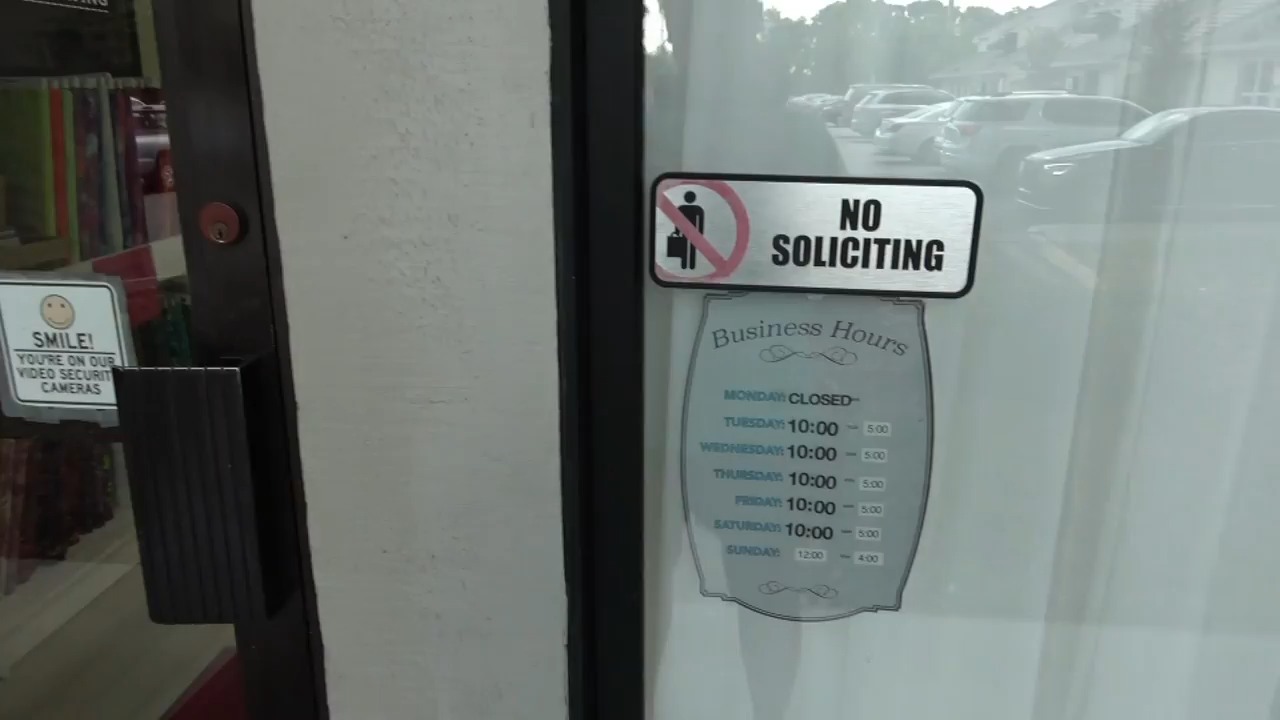 SMILE!
YOU'RE ON OUR
VIDEO SECURIT
CAMERAS
NO
SOLICITING
Business Hours
MONDAY: CLOSED
TUESDAY: 10:00 — 5:00
WEDNESDAY: 10:00 — 5:00
THURSDAY: 10:00 — 5:00
FRIDAY: 10:00 — 5:00
SATURDAY: 10:00 — 5:00
SUNDAY: 12:00 — 4:00